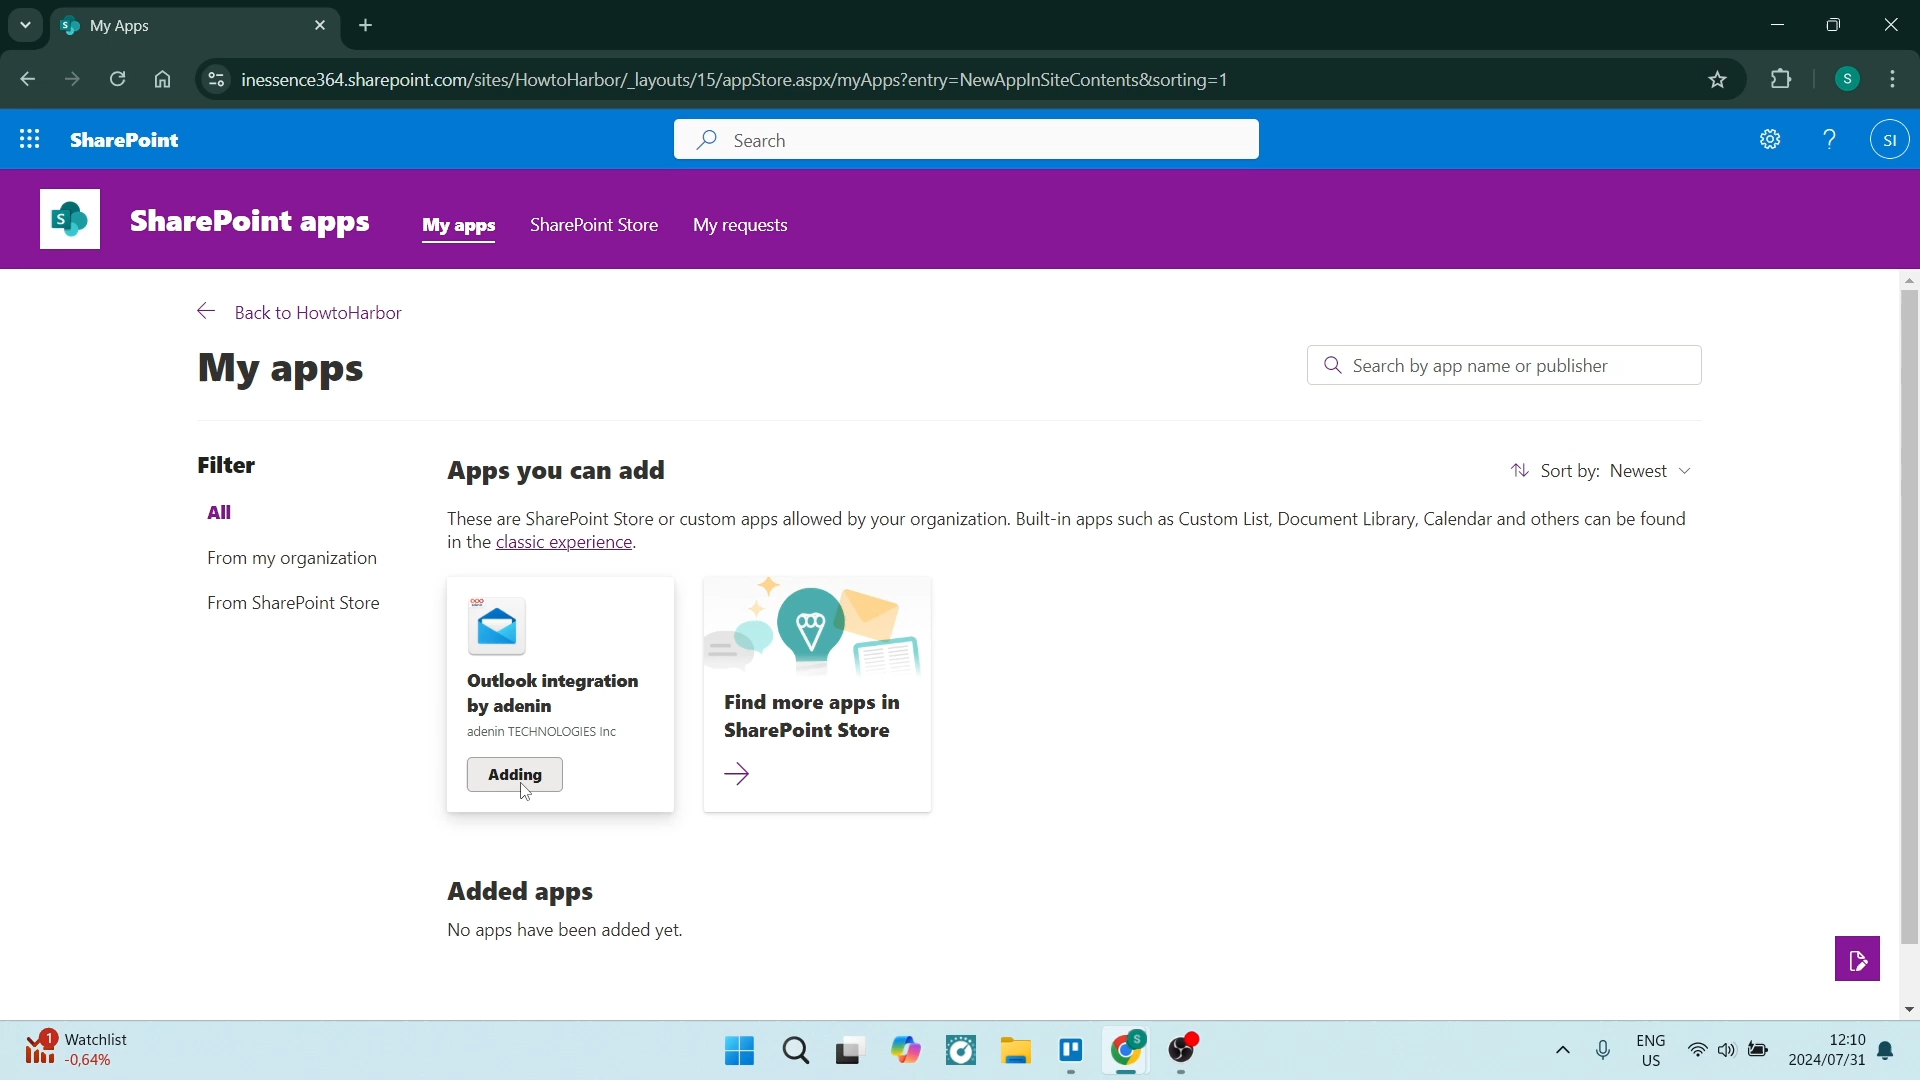 My Apps
inessence364.sharepoint.com/sites/HowtoHarbor/_layouts/15/appStore.aspx/myApps?entry=NewAppInSiteContents&sorting=1
S
SharePoint
Search
?
SI
S
SharePoint apps
My apps
SharePoint Store
My requests
Back to HowtoHarbor
My apps
Search by app name or publisher
Filter
All
From my organization
From SharePoint Store
Apps you can add
Sort by: Newest
These are SharePoint Store or custom apps allowed by your organization. Built-in apps such as Custom List, Document Library, Calendar and others can be found
in the classic experience.
adenin
Outlook integration
by adenin
adenin TECHNOLOGIES Inc
Adding
Find more apps in
SharePoint Store
Added apps
No apps have been added yet.
1
Watchlist
-0,64%
S
ENG
US
12:10
2024/07/31